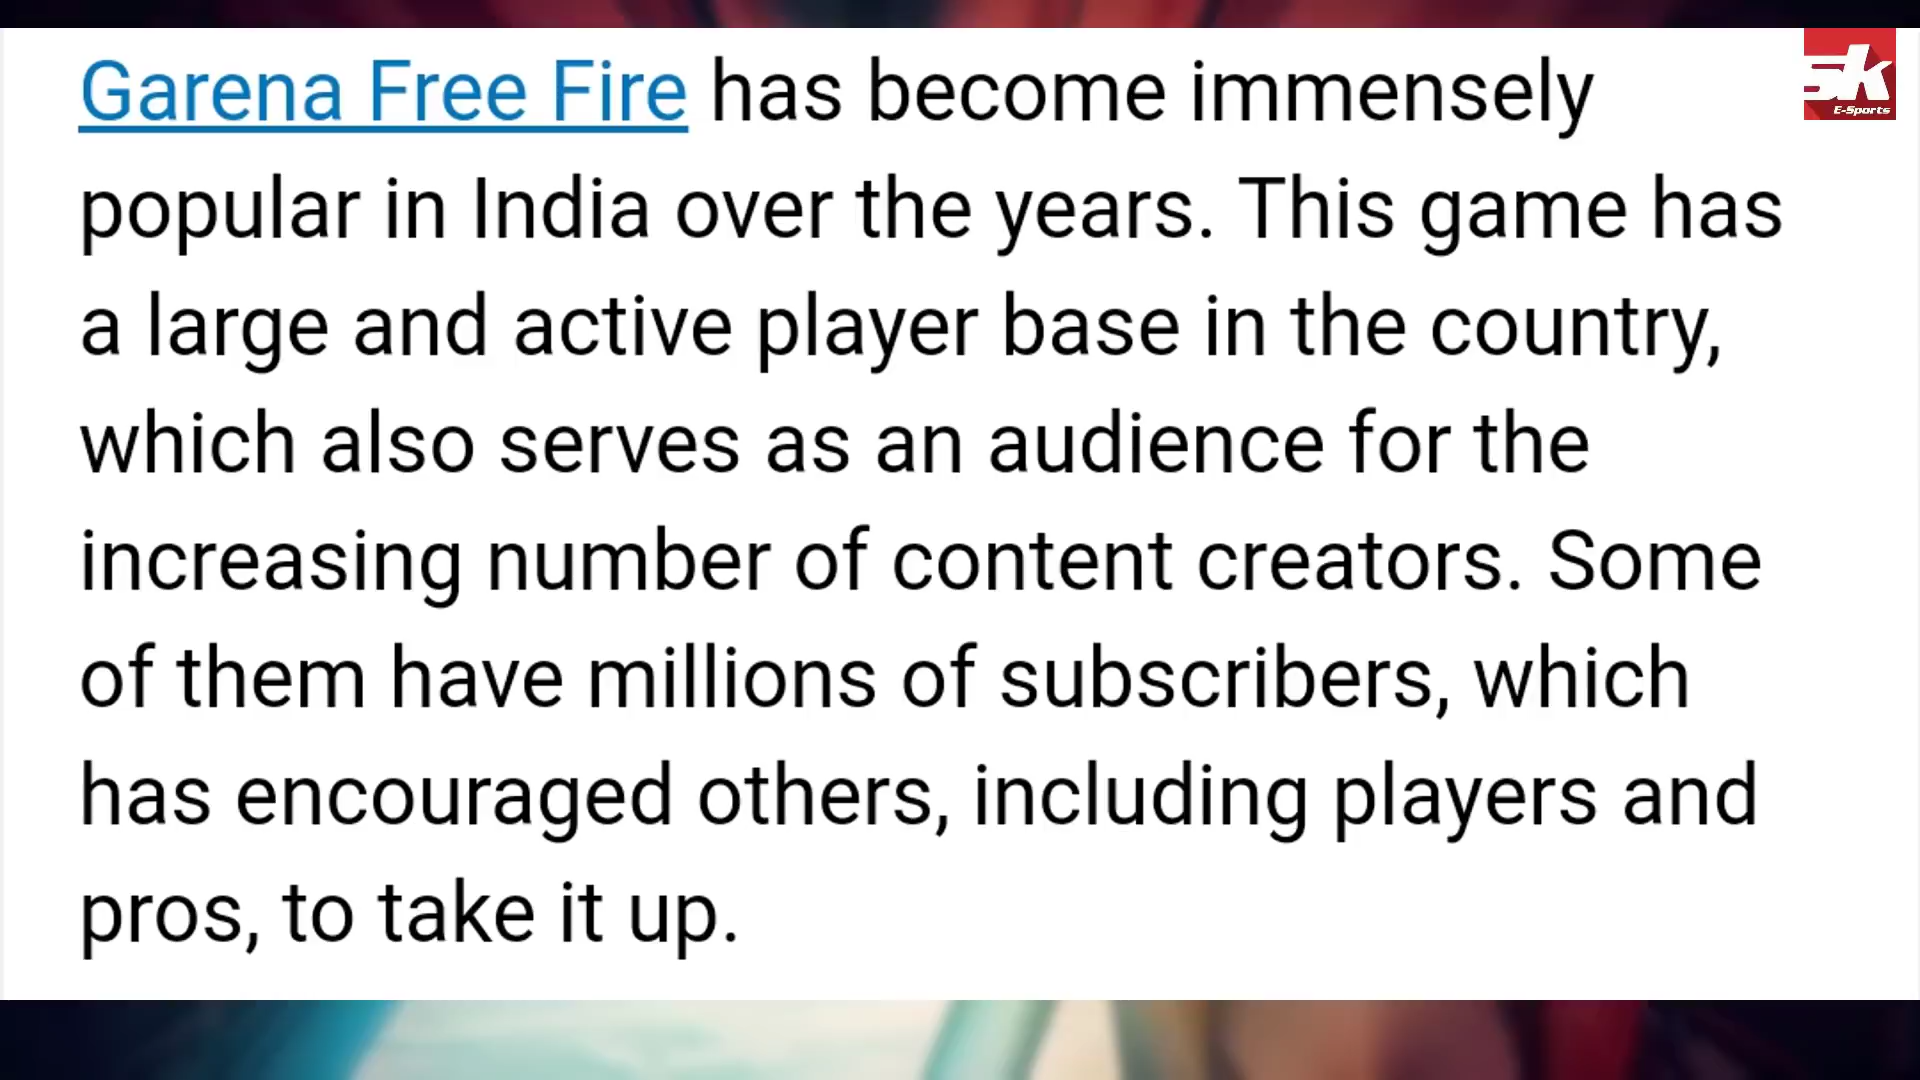 Garena Free Fire has become immensely
popular in India over the years. This game has
a large and active player base in the country,
which also serves as an audience for the
increasing number of content creators. Some
of them have millions of subscribers, which
has encouraged others, including players and
pros, to take it up.
sk
E-Sports